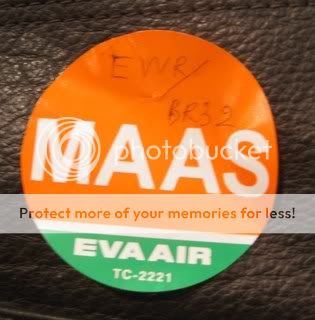 EWR/
BR32
MAAS
photobucket
Protect more of your memories for less!
EVA AIR
TC-2221